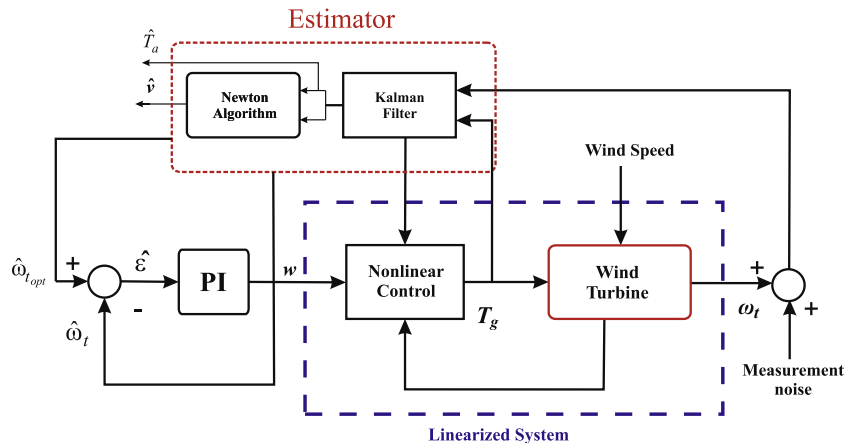 Estimator
T̂a
v̂
Newton
Algorithm
Kalman
Filter
Wind Speed
ω̂topt
+
ε̂
-
ω̂t
PI
w
Nonlinear
Control
Tg
Wind
Turbine
+
ωt
+
Measurement
noise
Linearized System